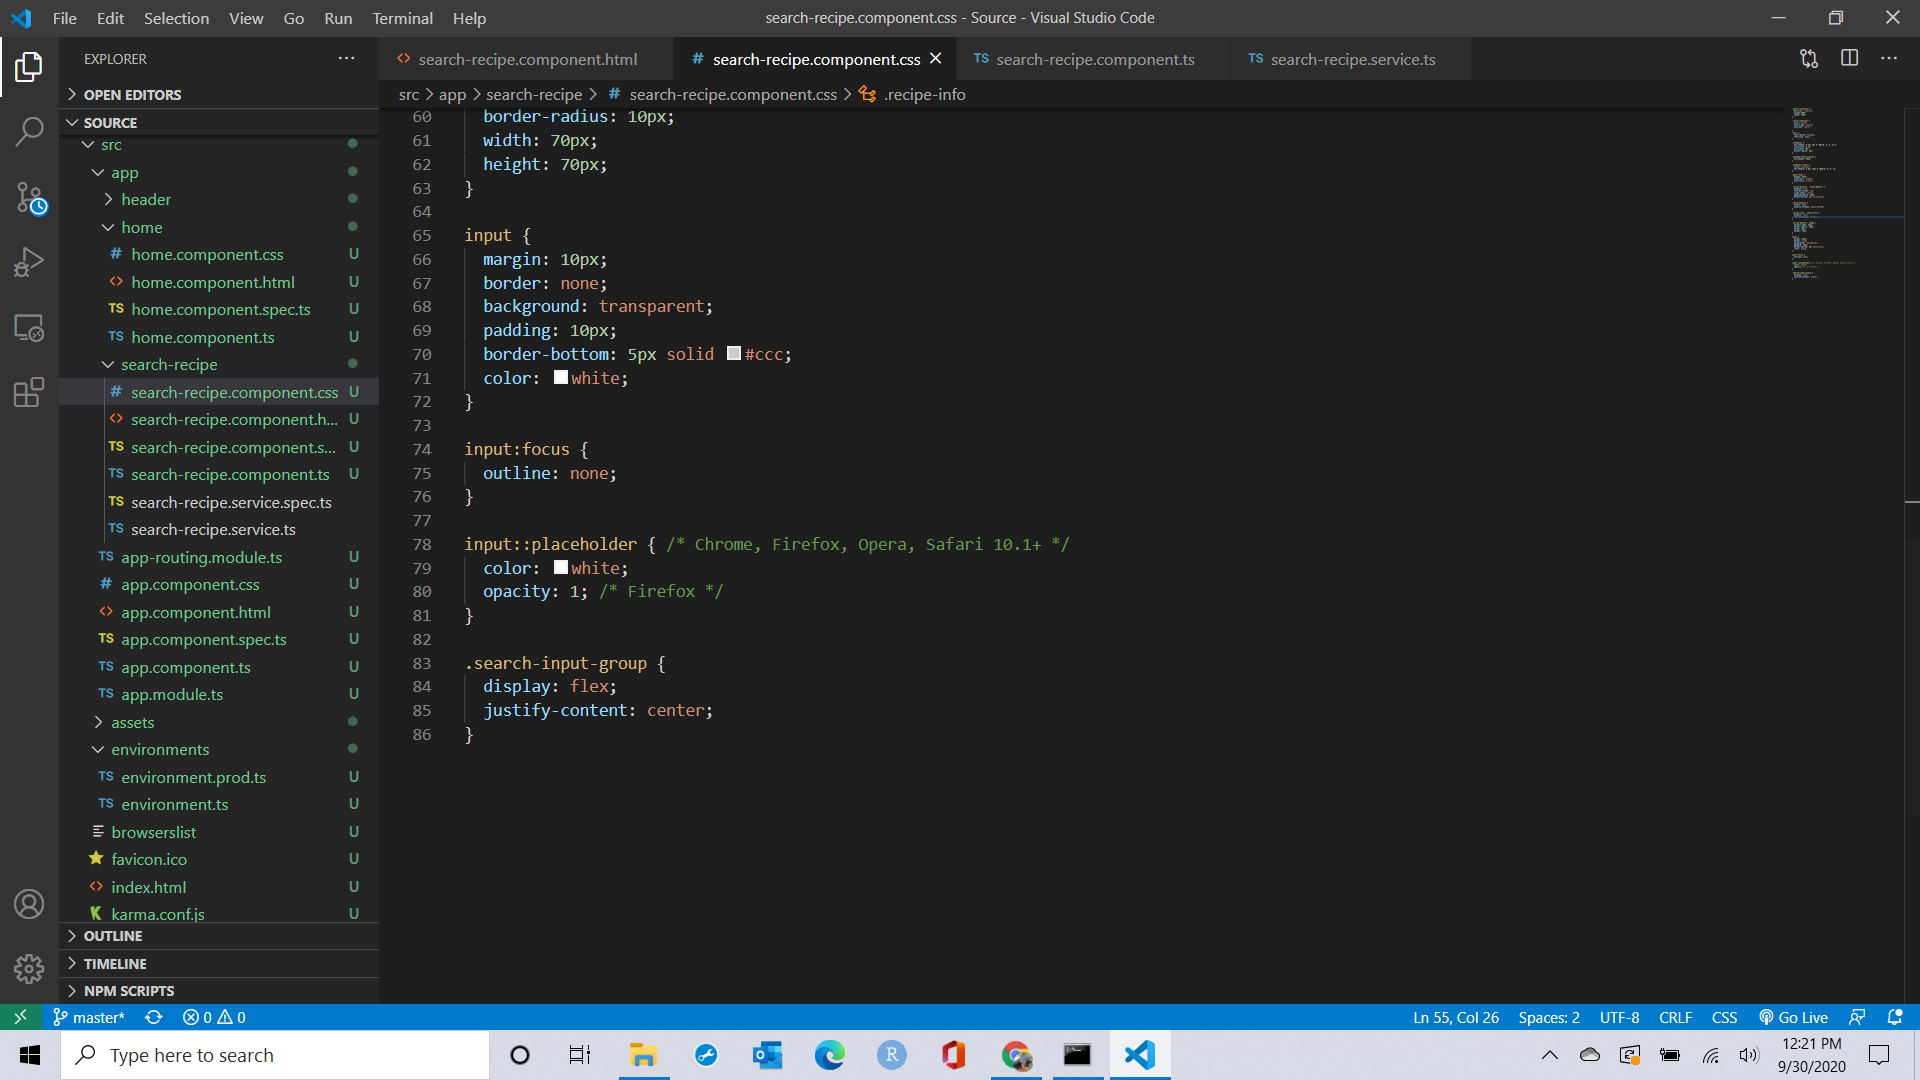 File Edit Selection View Go Run Terminal Help
search-recipe.component.css - Source - Visual Studio Code
EXPLORER
OPEN EDITORS
SOURCE
src
app
header
home
# home.component.css U
<> home.component.html U
TS home.component.spec.ts U
TS home.component.ts U
search-recipe
# search-recipe.component.css U
<> search-recipe.component.h... U
TS search-recipe.component.s... U
TS search-recipe.component.ts U
TS search-recipe.service.spec.ts
TS search-recipe.service.ts
TS app-routing.module.ts U
# app.component.css U
<> app.component.html U
TS app.component.spec.ts U
TS app.component.ts U
TS app.module.ts U
assets
environments
TS environment.prod.ts U
TS environment.ts U
browserslist U
favicon.ico U
<> index.html U
K karma.conf.js U
OUTLINE
TIMELINE
NPM SCRIPTS
<> search-recipe.component.html
# search-recipe.component.css
TS search-recipe.component.ts
TS search-recipe.service.ts
src > app > search-recipe > # search-recipe.component.css > .recipe-info
60 border-radius: 10px;
61 width: 70px;
62 height: 70px;
63 }
64
65 input {
66 margin: 10px;
67 border: none;
68 background: transparent;
69 padding: 10px;
70 border-bottom: 5px solid #ccc;
71 color: white;
72 }
73
74 input:focus {
75 outline: none;
76 }
77
78 input::placeholder { /* Chrome, Firefox, Opera, Safari 10.1+ */
79 color: white;
80 opacity: 1; /* Firefox */
81 }
82
83 .search-input-group {
84 display: flex;
85 justify-content: center;
86 }
master* 0 0
Ln 55, Col 26 Spaces: 2 UTF-8 CRLF CSS Go Live
Type here to search
R
12:21 PM
9/30/2020